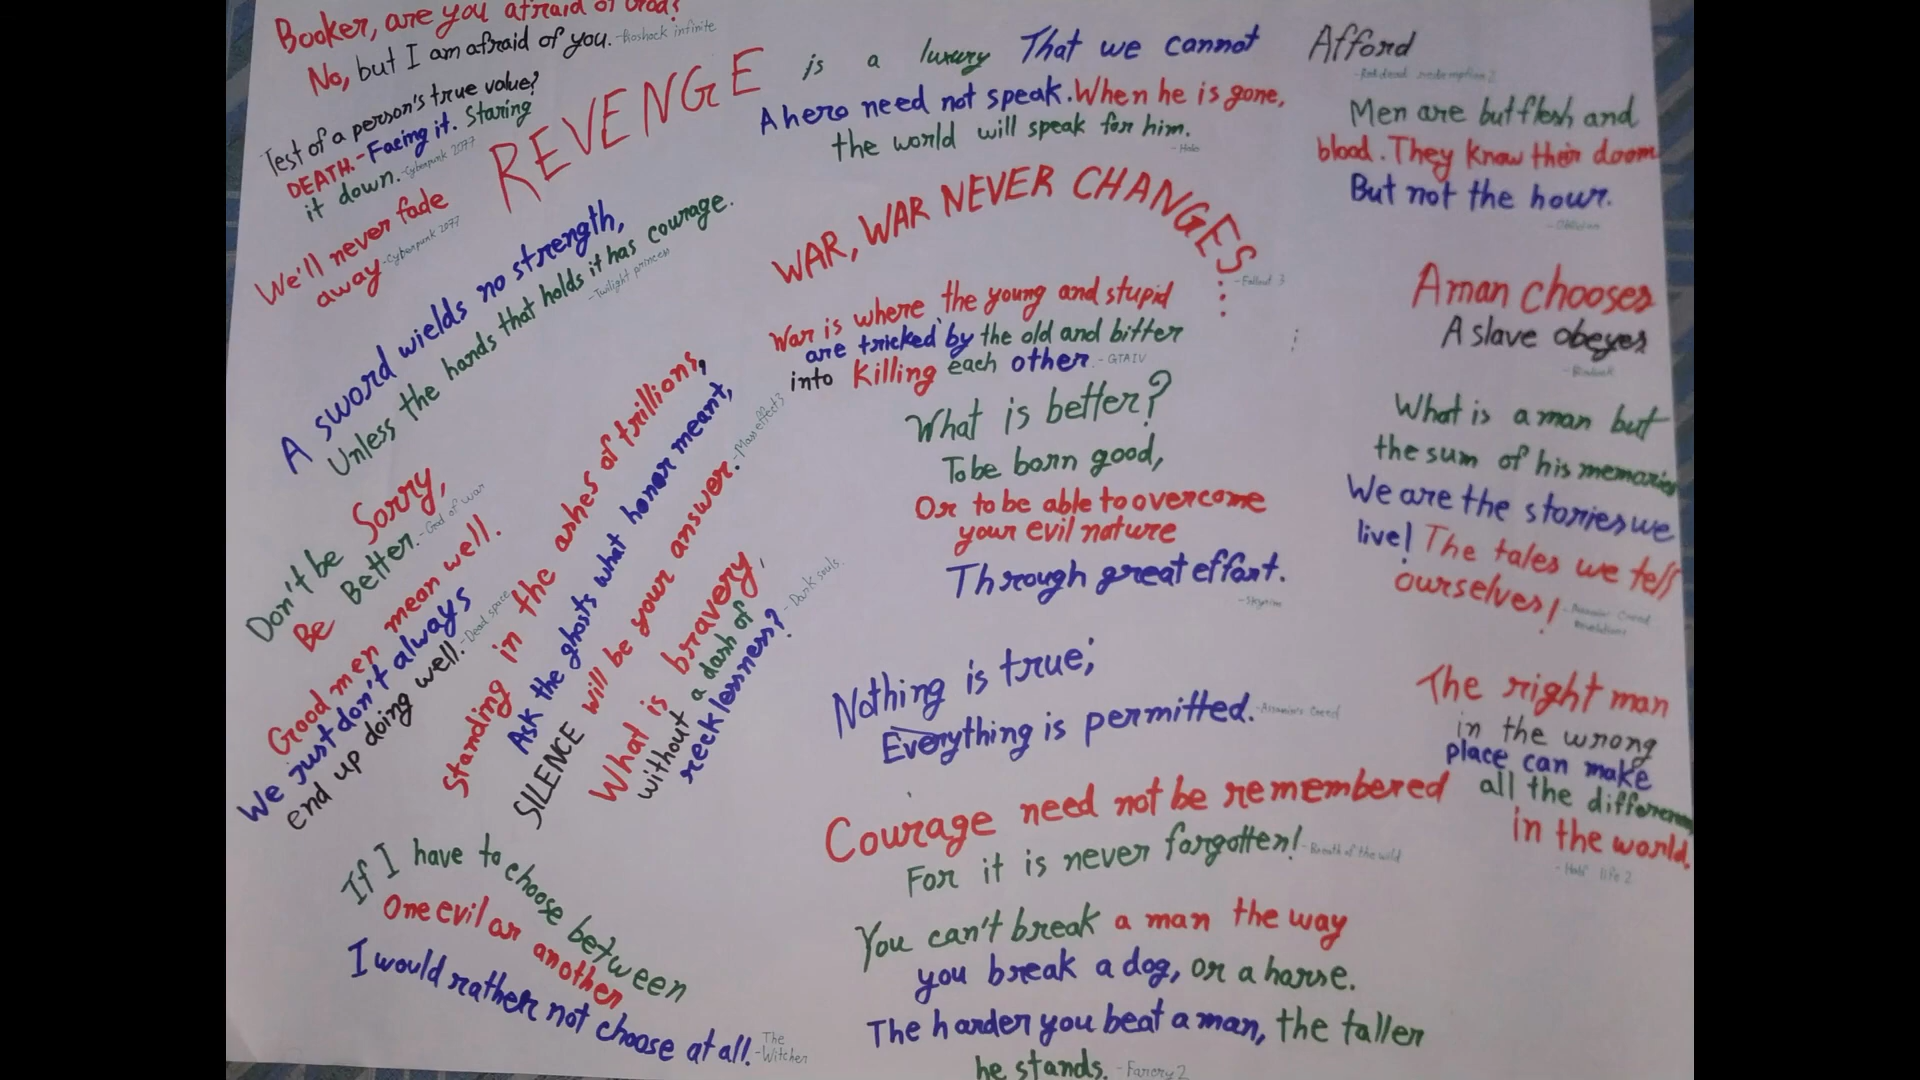 Booker, are you afraid of God?
No, but I am afraid of you. -Bioshock infinite
Test of a person's true value?
DEATH.-Facing it. Staring
it down. -Cyberpunk 2077
We'll never fade
away -Cyberpunk 2077
REVENGE is a luxury That we cannot Afford
-Red dead redemption 2
A hero need not speak. When he is gone,
the world will speak for him.
-Halo
Men are but flesh and
blood. They know their doom
But not the hour.
-Oblivion
A sword wields no strength,
Unless the hands that holds it has courage.
-Twilight princess
WAR, WAR NEVER CHANGES...
-Fallout 3
War is where the young and stupid
are tricked by the old and bitter
into killing each other -GTA IV
A man chooses
A slave obeyes
-Bioshock
What is better?
To be born good,
Or to be able to overcome
your evil nature
Through great effort.
-Skyrim
What is a man but
the sum of his memories
We are the stories we
live! The tales we tell
ourselves!
-Assassin's Creed
Revelations
Don't be Sorry,
Be Better. -God of war
Good men mean well.
We just don't always
end up doing well. -Dead space
Standing in the ashes of trillions,
Ask the ghosts what honor meant,
SILENCE will be your answer. -Mass effect 3
What is bravery,
without a dash of
recklessness? -Dark souls.
Nothing is true;
Everything is permitted. -Assassin's Creed
The right man
in the wrong
place can make
all the difference
in the world.
-Half life 2
Courage need not be remembered
For it is never forgotten! -Breath of the wild
If I have to choose between
One evil or another
I would rather not choose at all. -The
Witcher
You can't break a man the way
you break a dog, or a horse.
The harder you beat a man, the taller
he stands. -Farcry 2